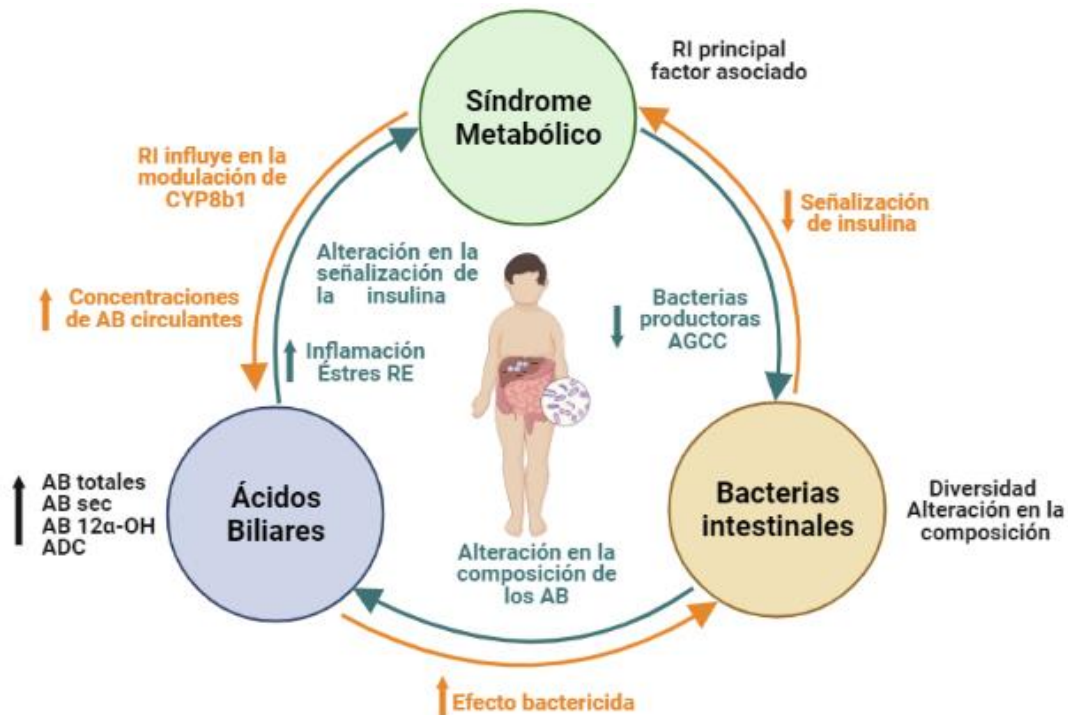 Síndrome
Metabólico
RI principal
factor asociado
RI influye en la
modulación de
CYP8b1
Señalización
de insulina
Alteración en la
señalización de
la insulina
Concentraciones
de AB circulantes
Bacterias
productoras
AGCC
Inflamación
Éstres RE
AB totales
AB sec
AB 12α-OH
ADC
Ácidos
Biliares
Bacterias
intestinales
Diversidad
Alteración en la
composición
Alteración en la
composición de
los AB
Efecto bactericida